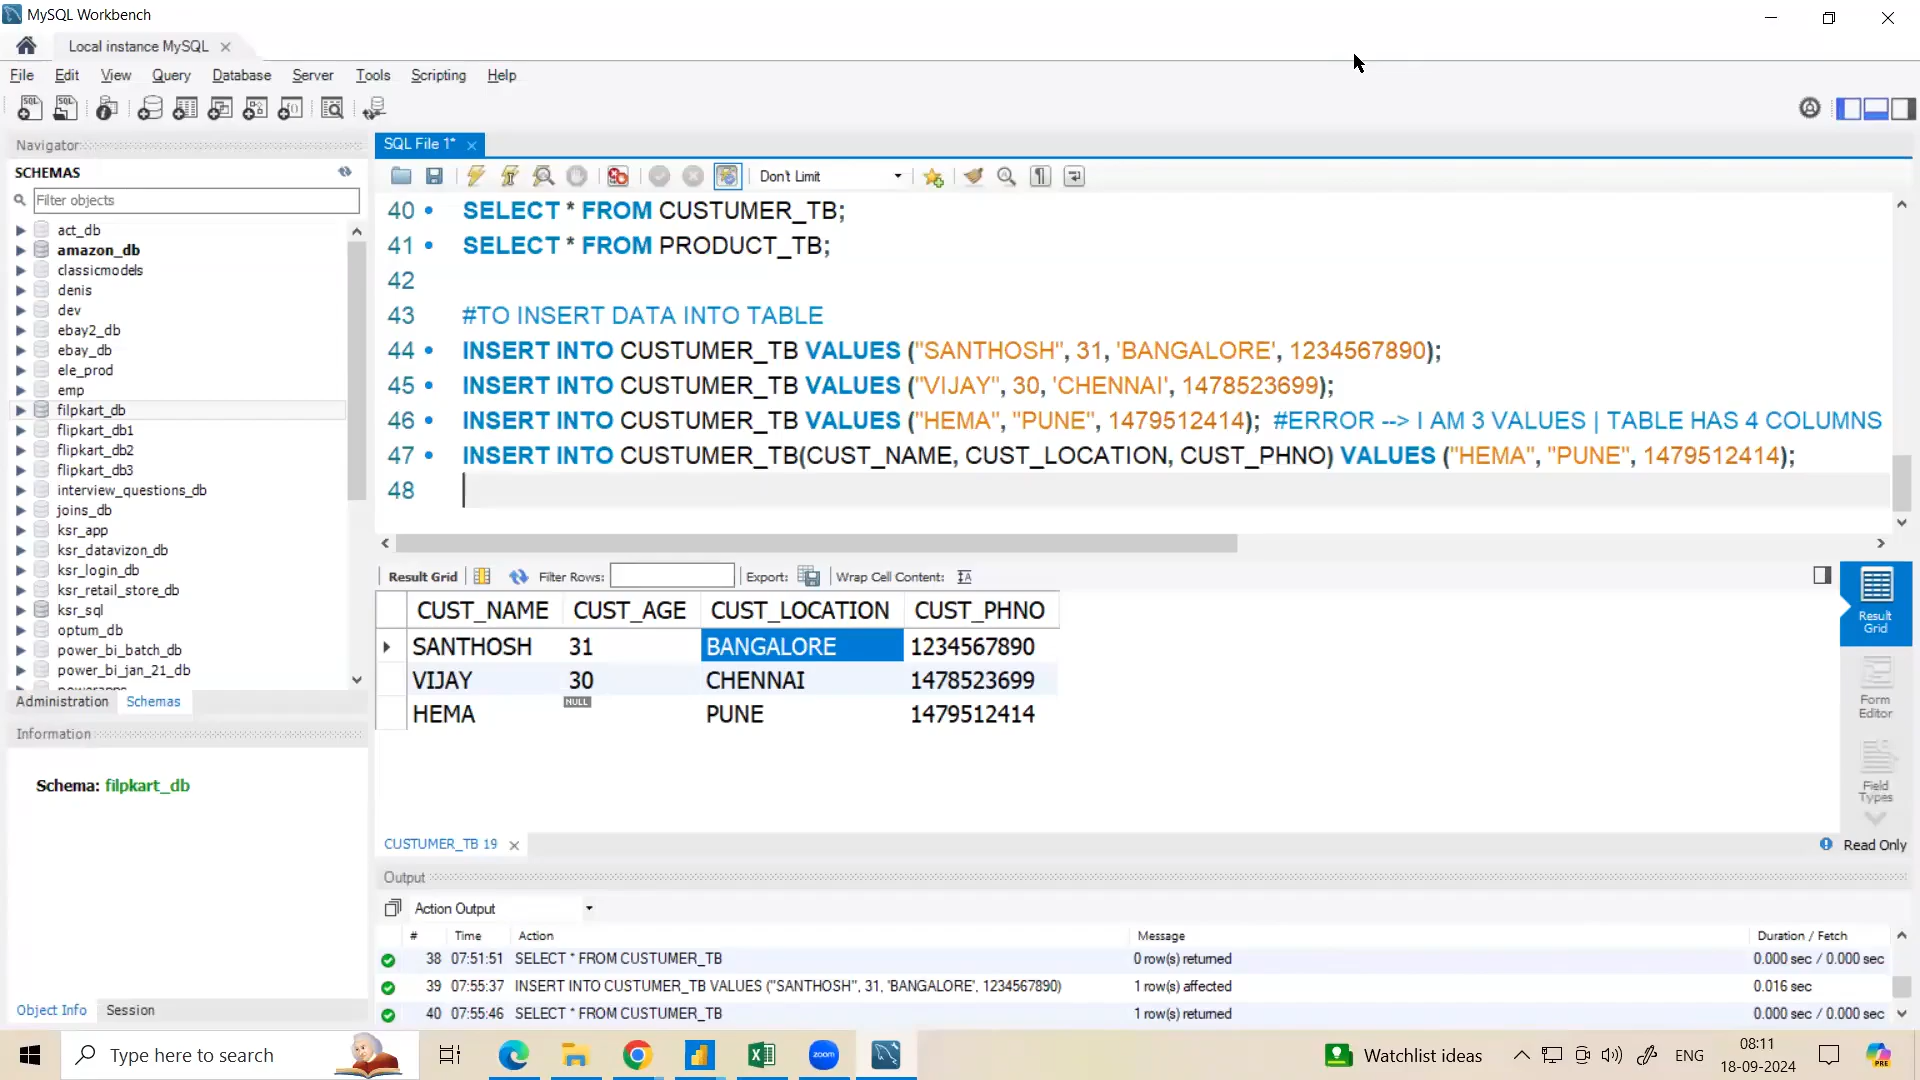 MySQL Workbench
Local instance MySQL
File Edit View Query Database Server Tools Scripting Help
Navigator
SCHEMAS
Filter objects
act_db
amazon_db
classicmodels
denis
dev
ebay2_db
ebay_db
ele_prod
emp
filpkart_db
flipkart_db1
flipkart_db2
flipkart_db3
interview_questions_db
joins_db
ksr_app
ksr_datavizon_db
ksr_login_db
ksr_retail_store_db
ksr_sql
optum_db
power_bi_batch_db
power_bi_jan_21_db
Administration Schemas
Information
Schema: filpkart_db
Object Info Session
SQL File 1*
Don't Limit
40 SELECT * FROM CUSTUMER_TB;
41 SELECT * FROM PRODUCT_TB;
42
43 #TO INSERT DATA INTO TABLE
44 INSERT INTO CUSTUMER_TB VALUES ("SANTHOSH", 31, 'BANGALORE', 1234567890);
45 INSERT INTO CUSTUMER_TB VALUES ("VIJAY", 30, 'CHENNAI', 1478523699);
46 INSERT INTO CUSTUMER_TB VALUES ("HEMA", "PUNE", 1479512414); #ERROR --> I AM 3 VALUES | TABLE HAS 4 COLUMNS
47 INSERT INTO CUSTUMER_TB(CUST_NAME, CUST_LOCATION, CUST_PHNO) VALUES ("HEMA", "PUNE", 1479512414);
48
Result Grid Filter Rows: Export: Wrap Cell Content:
CUST_NAME CUST_AGE CUST_LOCATION CUST_PHNO
SANTHOSH 31 BANGALORE 1234567890
VIJAY 30 CHENNAI 1478523699
HEMA NULL PUNE 1479512414
Result
Grid
Form
Editor
Field
Types
CUSTUMER_TB 19
Read Only
Output
Action Output
# Time Action Message Duration / Fetch
38 07:51:51 SELECT * FROM CUSTUMER_TB 0 row(s) returned 0.000 sec / 0.000 sec
39 07:55:37 INSERT INTO CUSTUMER_TB VALUES ("SANTHOSH", 31, 'BANGALORE', 1234567890) 1 row(s) affected 0.016 sec
40 07:55:46 SELECT * FROM CUSTUMER_TB 1 row(s) returned 0.000 sec / 0.000 sec
Type here to search
zoom
Watchlist ideas
ENG
08:11
18-09-2024
PRE